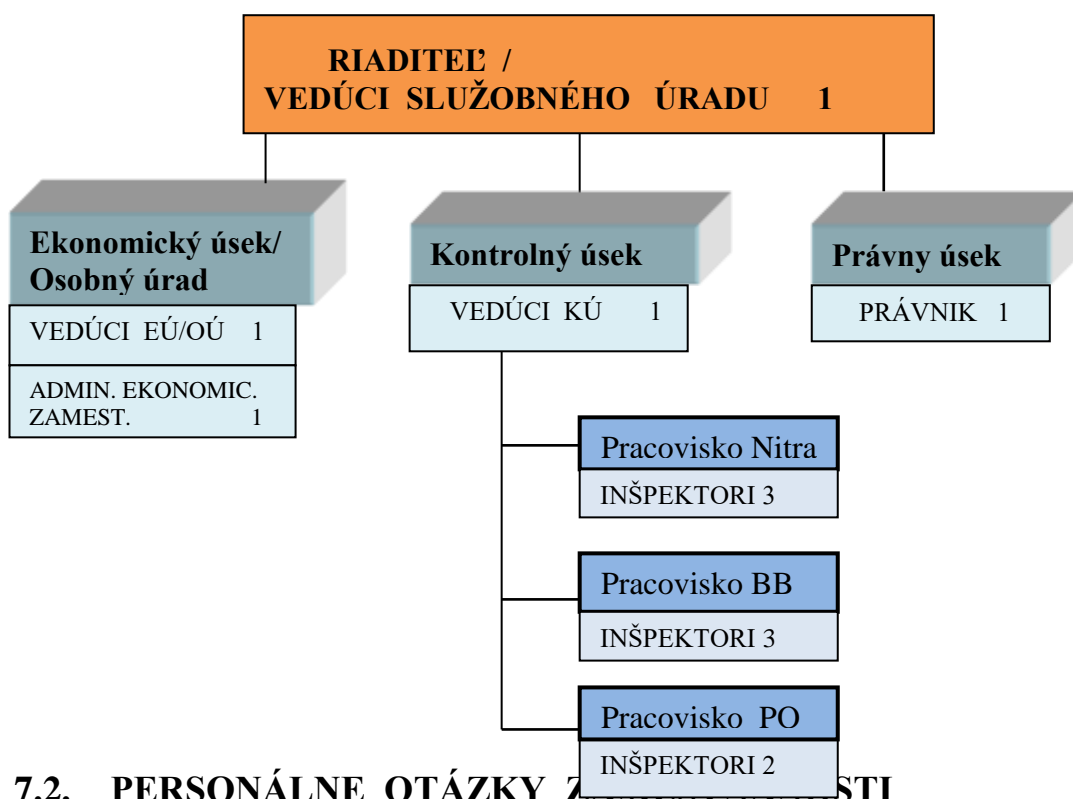 RIADITEĽ /
VEDÚCI SLUŽOBNÉHO ÚRADU 1
Ekonomický úsek/
Osobný úrad
VEDÚCI EÚ/OÚ 1
ADMIN. EKONOMIC.
ZAMEST. 1
Kontrolný úsek
VEDÚCI KÚ 1
Právny úsek
PRÁVNIK 1
Pracovisko Nitra
INŠPEKTORI 3
Pracovisko BB
INŠPEKTORI 3
Pracovisko PO
INŠPEKTORI 2
7.2. PERSONÁLNE OTÁZKY